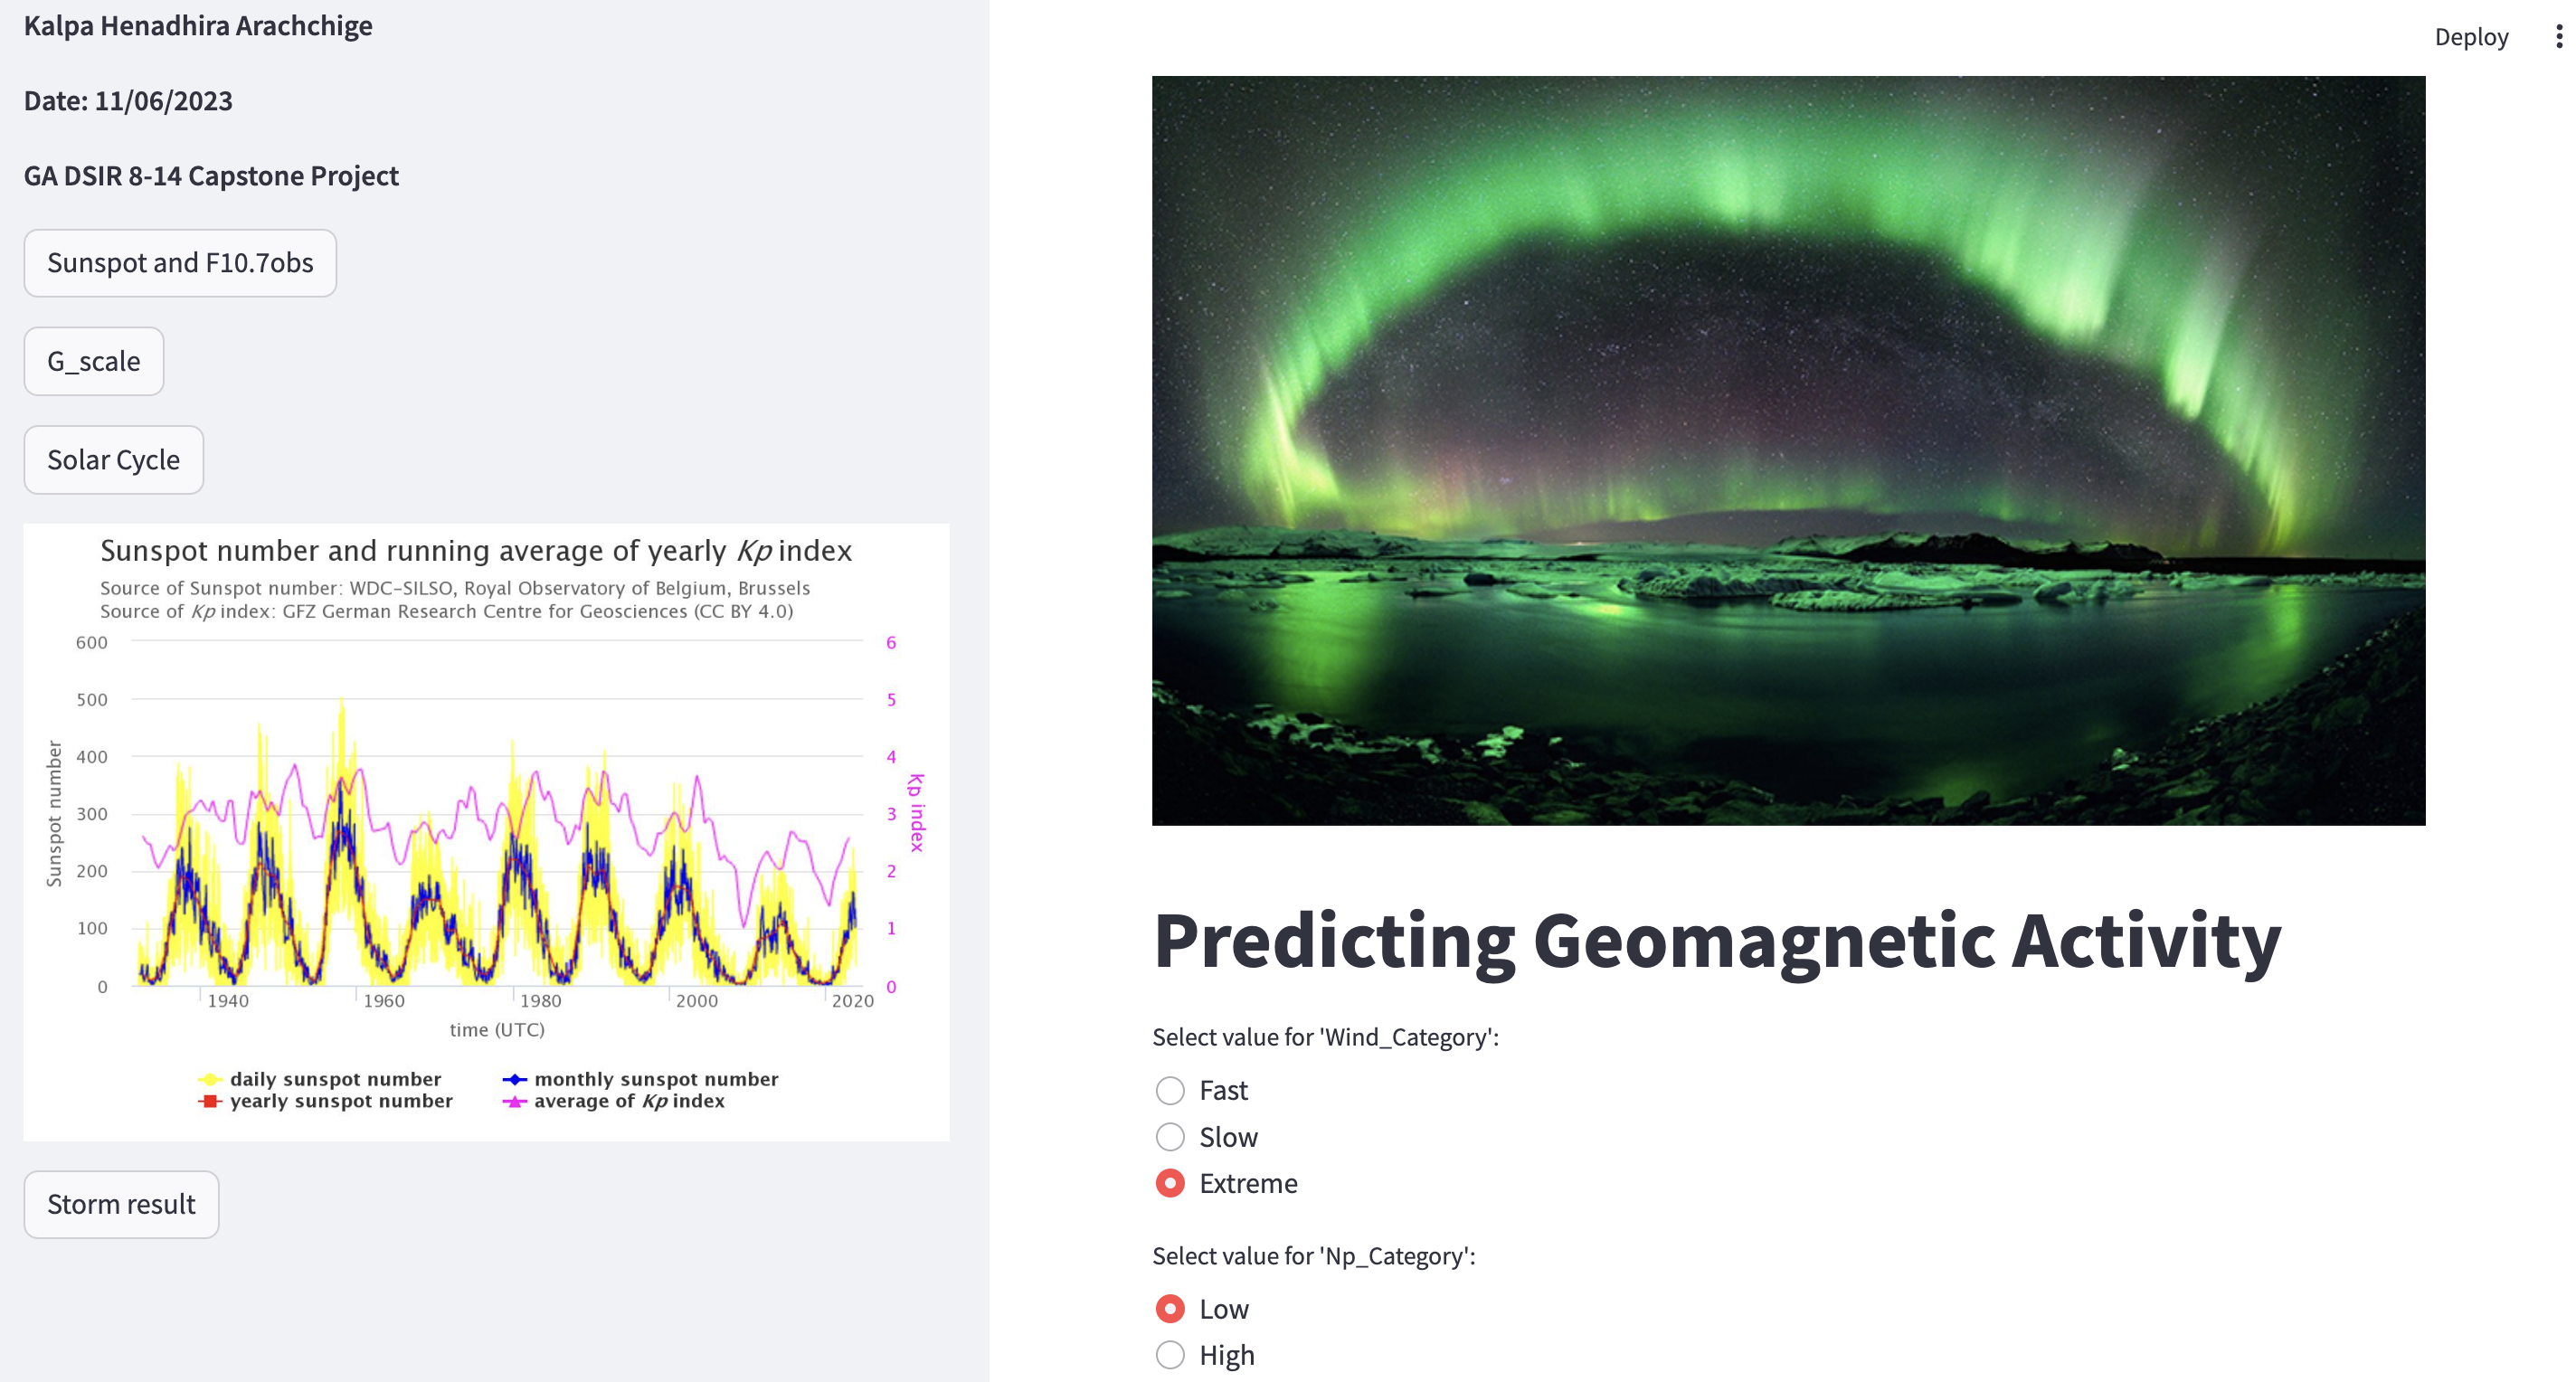 Kalpa Henadhira Arachchige
Date: 11/06/2023
GA DSIR 8-14 Capstone Project
Sunspot and F10.7obs
G_scale
Solar Cycle
Sunspot number and running average of yearly Kp index
Source of Sunspot number: WDC-SILSO, Royal Observatory of Belgium, Brussels
Source of Kp index: GFZ German Research Centre for Geosciences (CC BY 4.0)
600 6
500 5
400 4
300 3
200 2
100 1
0 0
Sunspot number
Kp index
1940 1960 1980 2000 2020
time (UTC)
daily sunspot number monthly sunspot number
yearly sunspot number average of Kp index
Storm result
Deploy
Predicting Geomagnetic Activity
Select value for 'Wind_Category':
Fast
Slow
Extreme
Select value for 'Np_Category':
Low
High